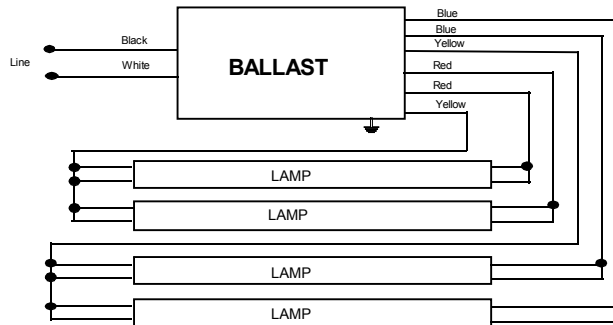 Blue
Blue
Black
Yellow
Line
White
BALLAST
Red
Red
Yellow
LAMP
LAMP
LAMP
LAMP